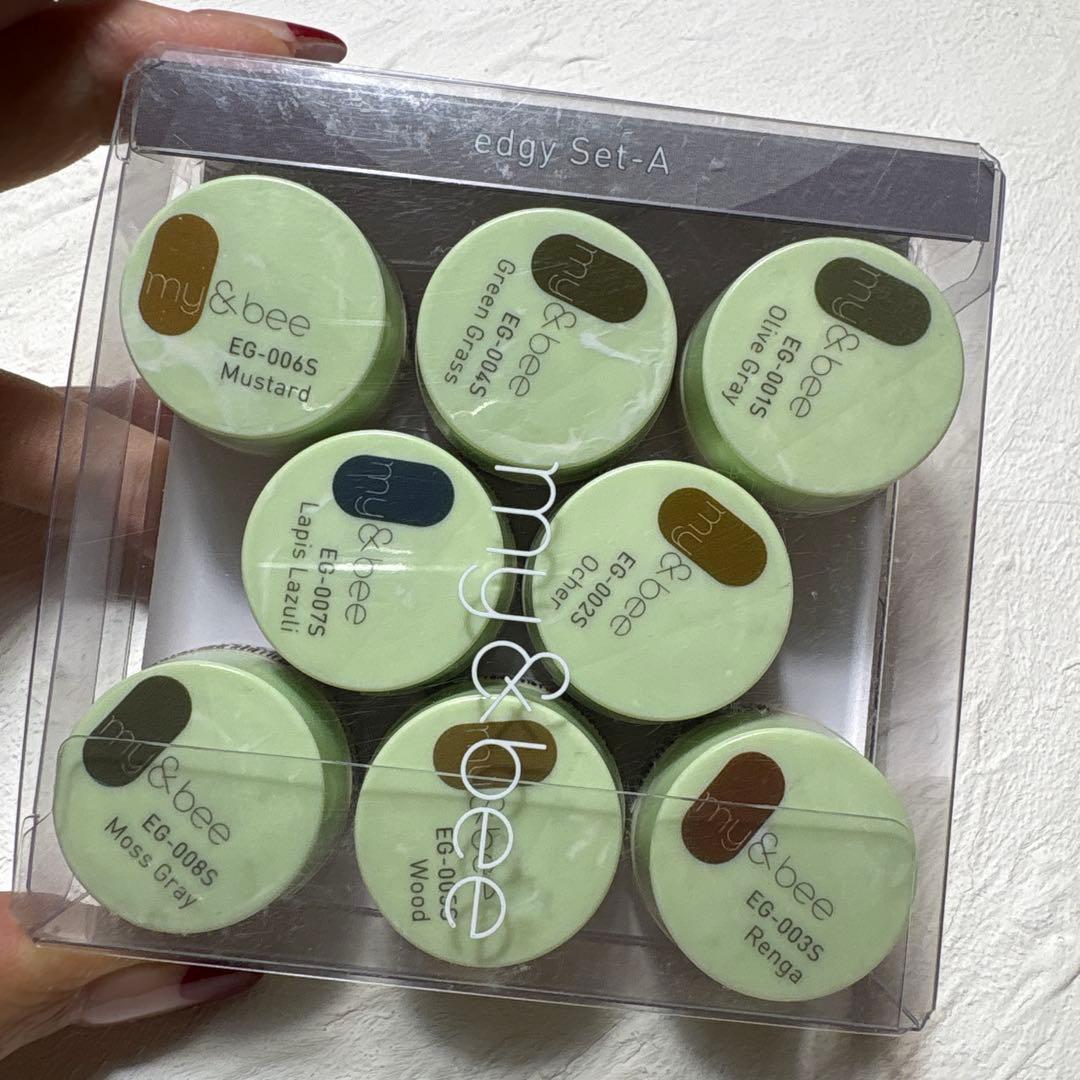 edgy Set-A
my&bee
EG-006S
Mustard
my&bee
EG-004S
Green Grass
my&bee
EG-001S
Olive Gray
my&bee
EG-007S
Lapis Lazuli
my&bee
EG-002S
Ocher
my&bee
my&bee
EG-008S
Moss Gray
my&bee
Wood
my&bee
EG-003S
Renga